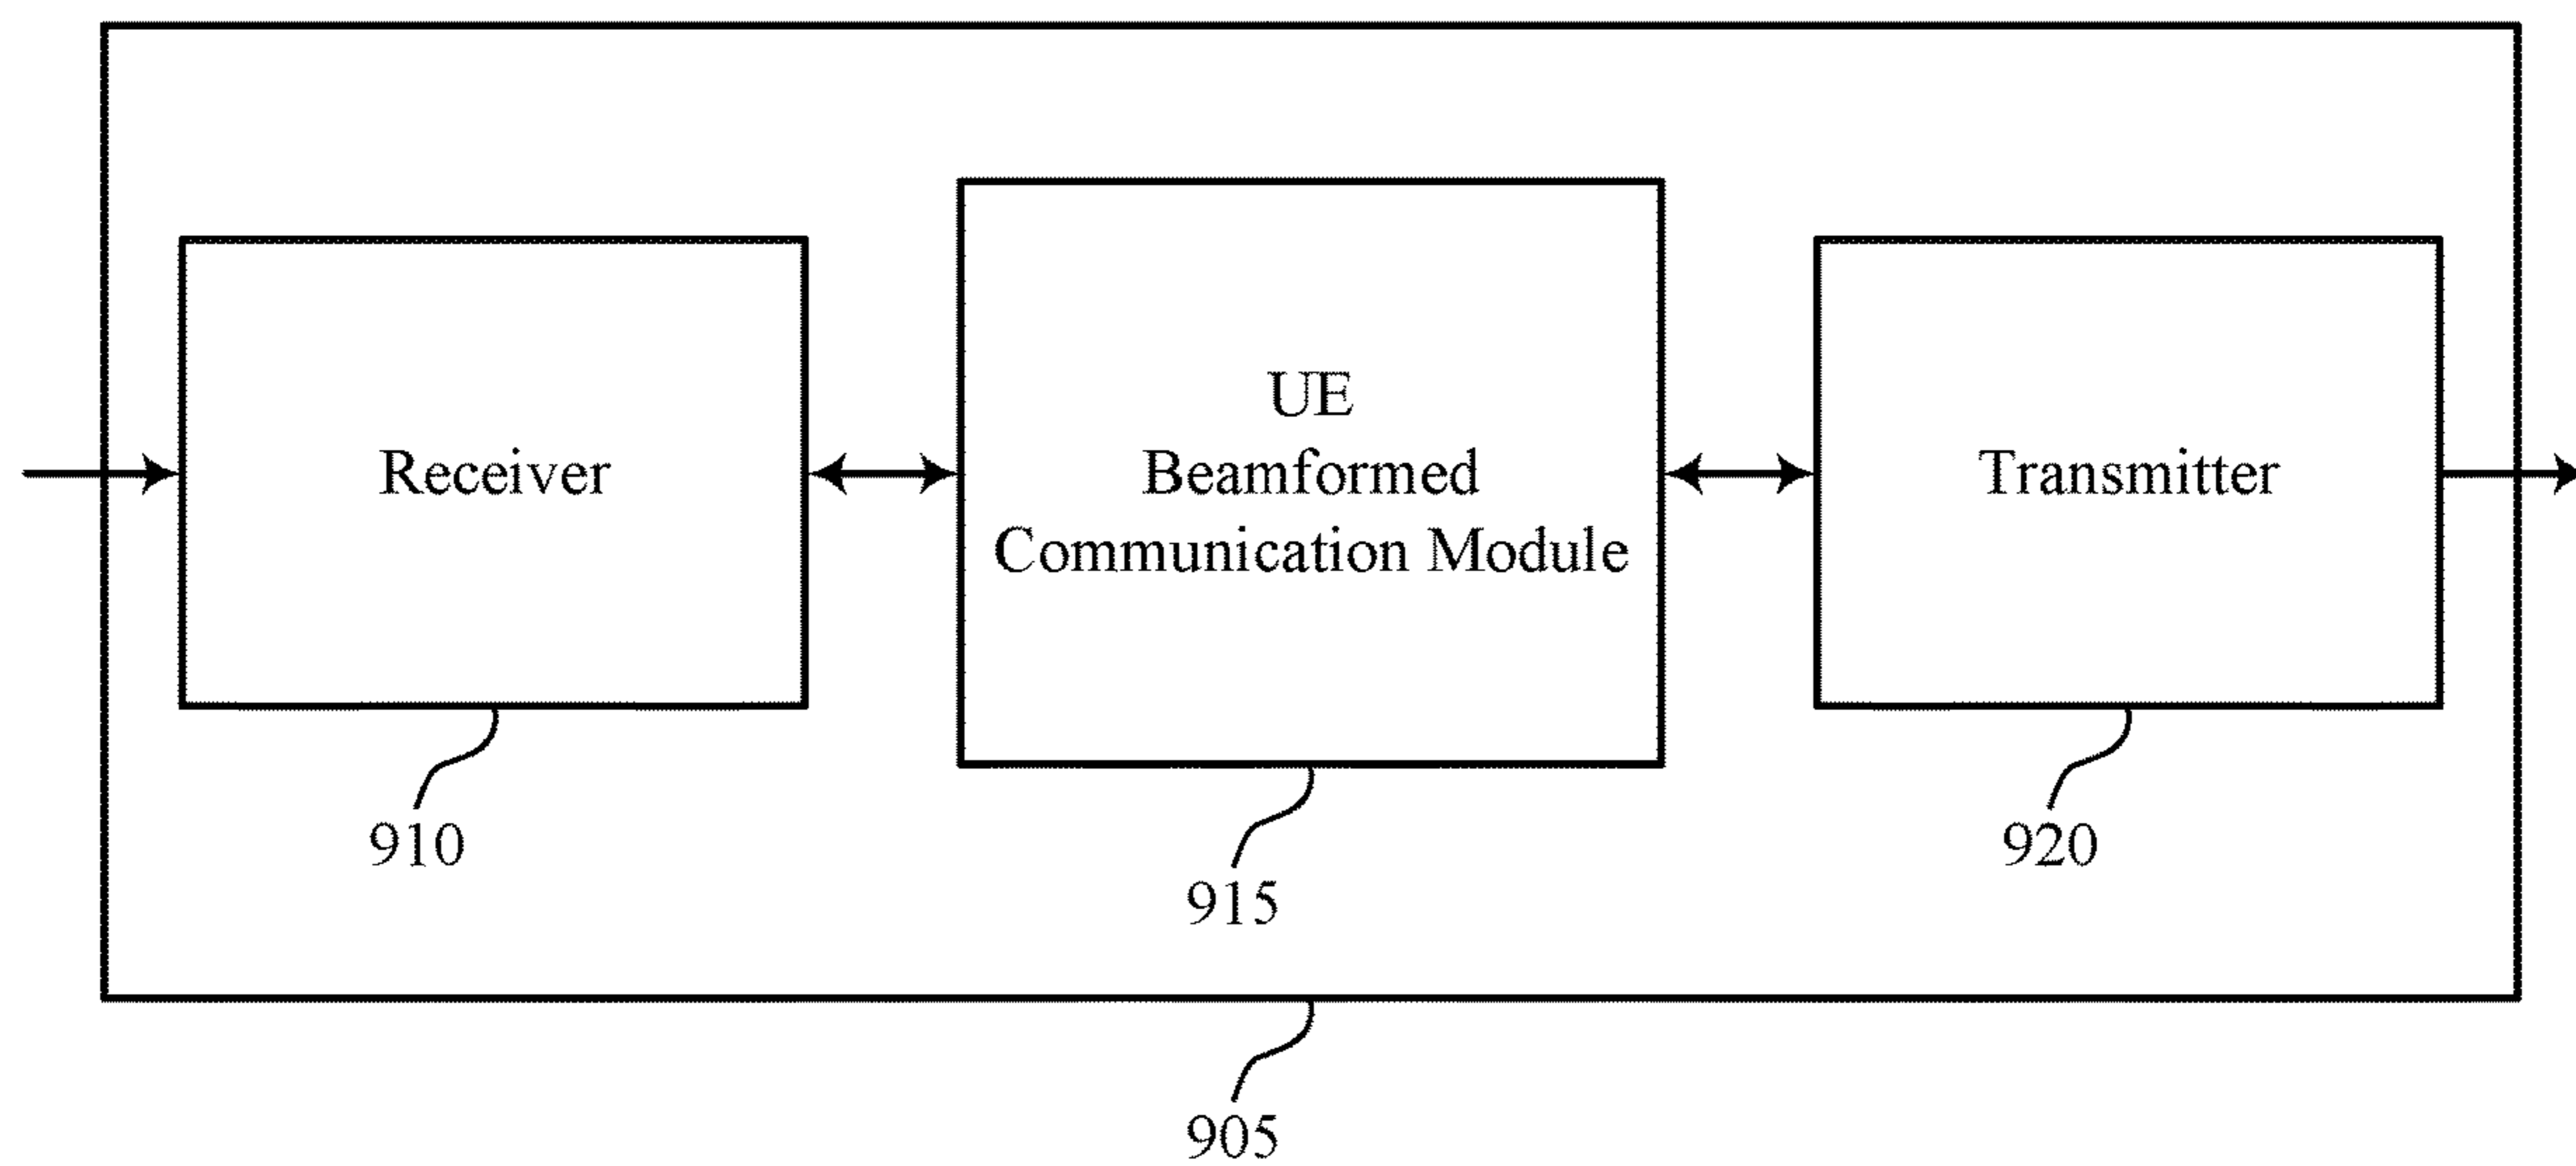 Receiver
UE
Beamformed
Communication Module
Transmitter
910
915
920
905